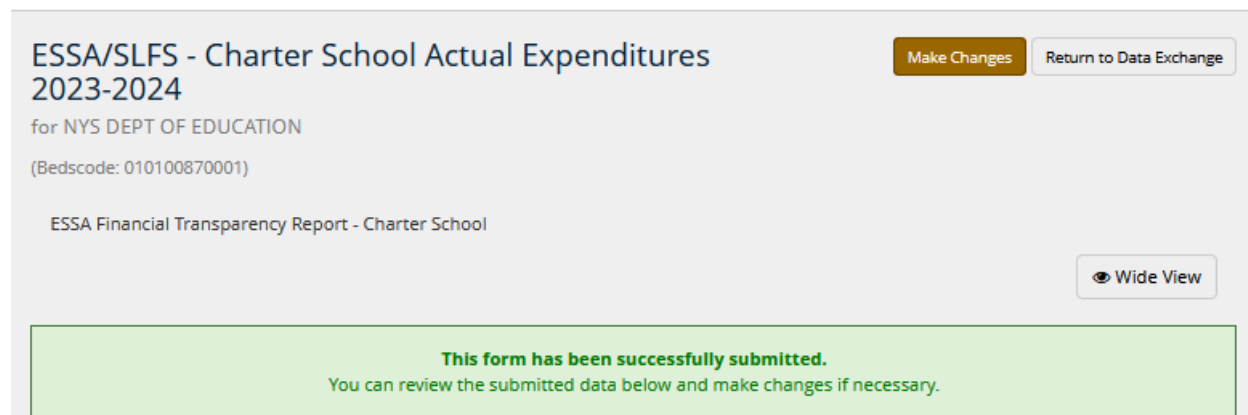 ESSA/SLFS - Charter School Actual Expenditures
2023-2024
Make Changes
Return to Data Exchange
for NYS DEPT OF EDUCATION
(Bedscode: 010100870001)
ESSA Financial Transparency Report - Charter School
Wide View
This form has been successfully submitted.
You can review the submitted data below and make changes if necessary.